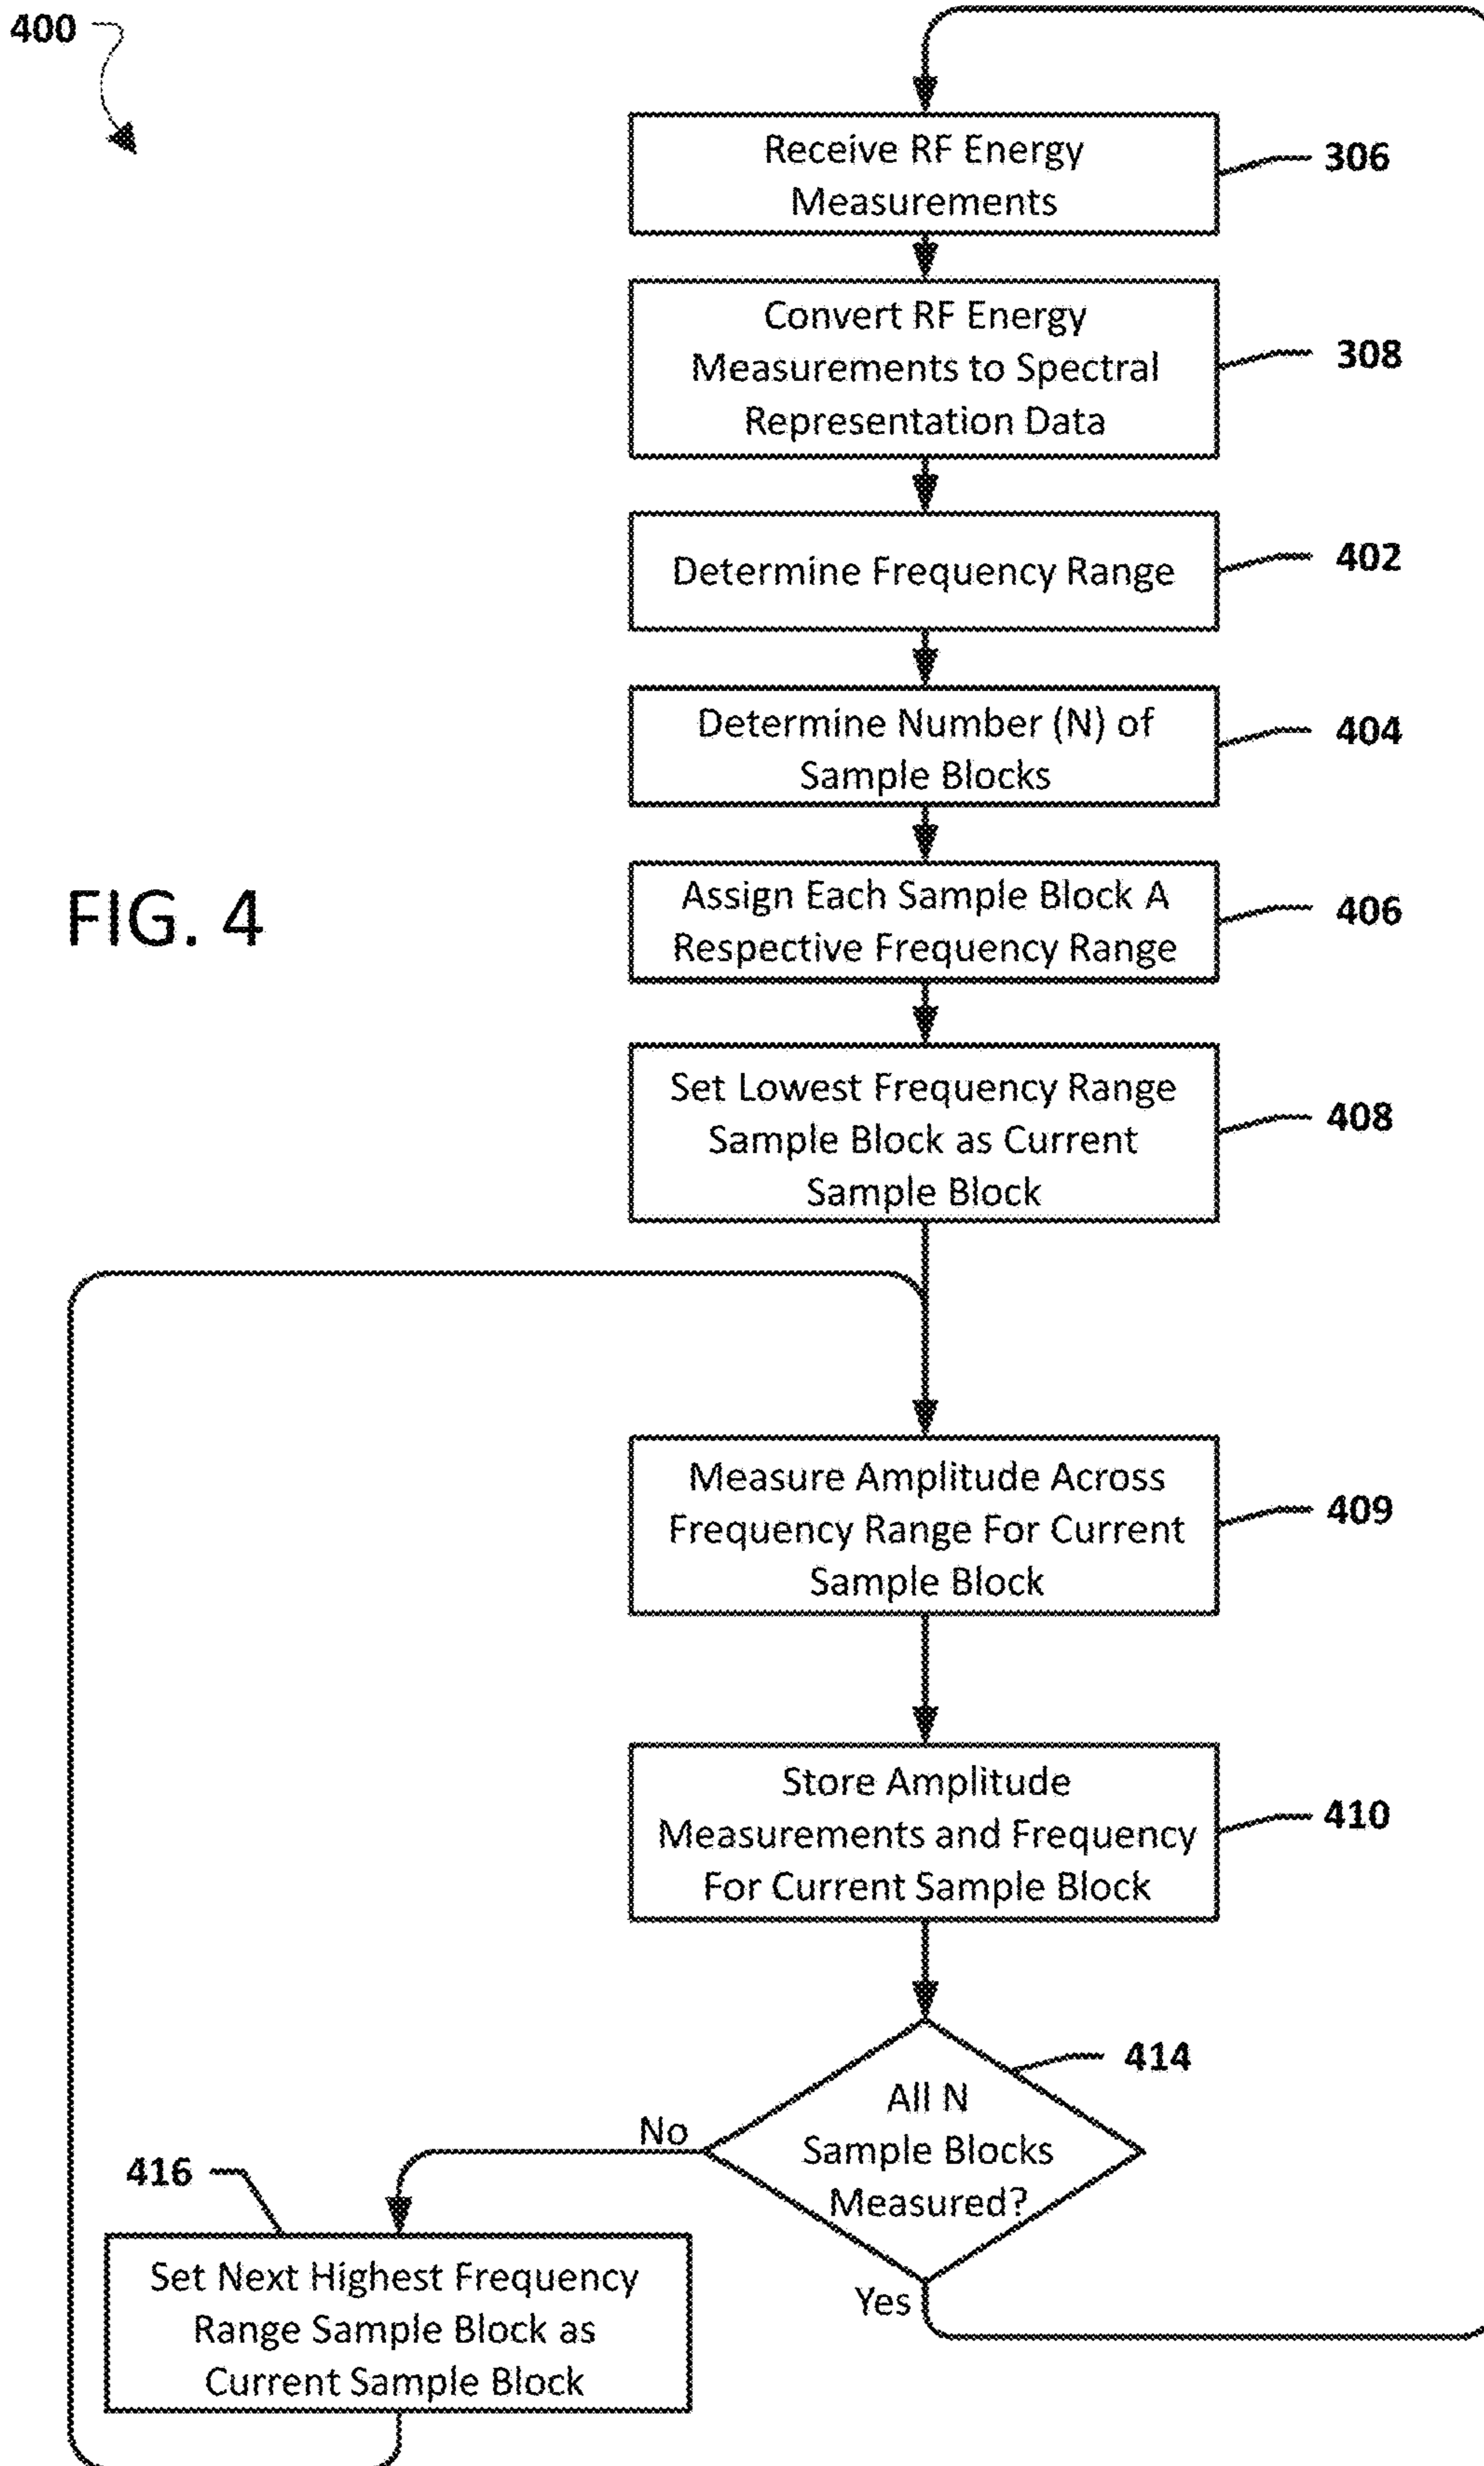 400
Receive RF Energy
Measurements
306
Convert RF Energy
Measurements to Spectral
Representation Data
308
Determine Frequency Range
402
Determine Number (N) of
Sample Blocks
404
FIG. 4
Assign Each Sample Block A
Respective Frequency Range
406
Set Lowest Frequency Range
Sample Block as Current
Sample Block
408
Measure Amplitude Across
Frequency Range For Current
Sample Block
409
Store Amplitude
Measurements and Frequency
For Current Sample Block
410
All N
Sample Blocks
Measured?
414
No
Yes
416
Set Next Highest Frequency
Range Sample Block as
Current Sample Block